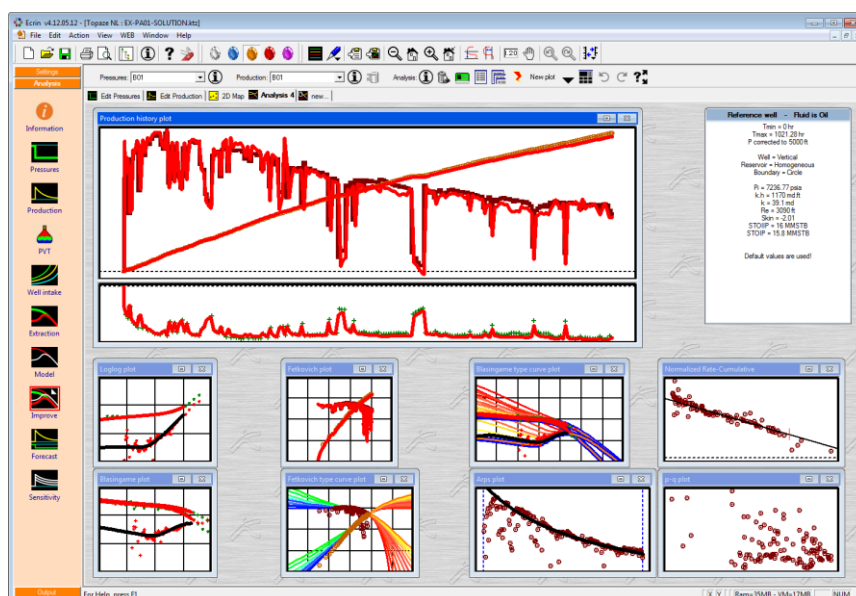 Ecrin v4.12.05.12 - [Topaze NL : EX-PA01-SOLUTION.ktz]
File Edit Action View WEB Window Help
Settings
Analysis
Pressures: B01 Production: B01 Analysis: New plot
Edit Pressures Edit Production 2D Map Analysis 4 new...
Information
Pressures
Production
PVT
Well intake
Extraction
Model
Improve
Forecast
Sensitivity
Output
Production history plot
Reference well - Fluid is Oil
Tmin = 0 hr
Tmax = 1021.28 hr
P corrected to 5000 ft
Well = Vertical
Reservoir = Homogeneous
Boundary = Circle
Pi = 7236.77 psia
k.h = 1170 md.ft
k = 39.1 md
Re = 3090 ft
Skin = -2.01
STOIIP = 16 MMSTB
STOIIP = 15.8 MMSTB
Default values are used!
Loglog plot
Fetkovich plot
Blasingame type curve plot
Normalized Rate-Cumulative
Blasingame plot
Fetkovich type curve plot
Arps plot
p-q plot
For Help, press F1
X Y Ram=35MB - VM=17MB NUM